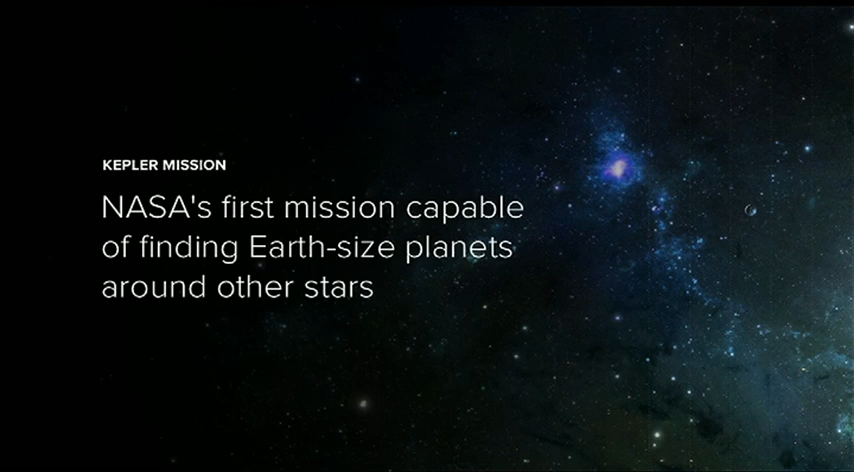 KEPLER MISSION
NASA's first mission capable
of finding Earth-size planets
around other stars